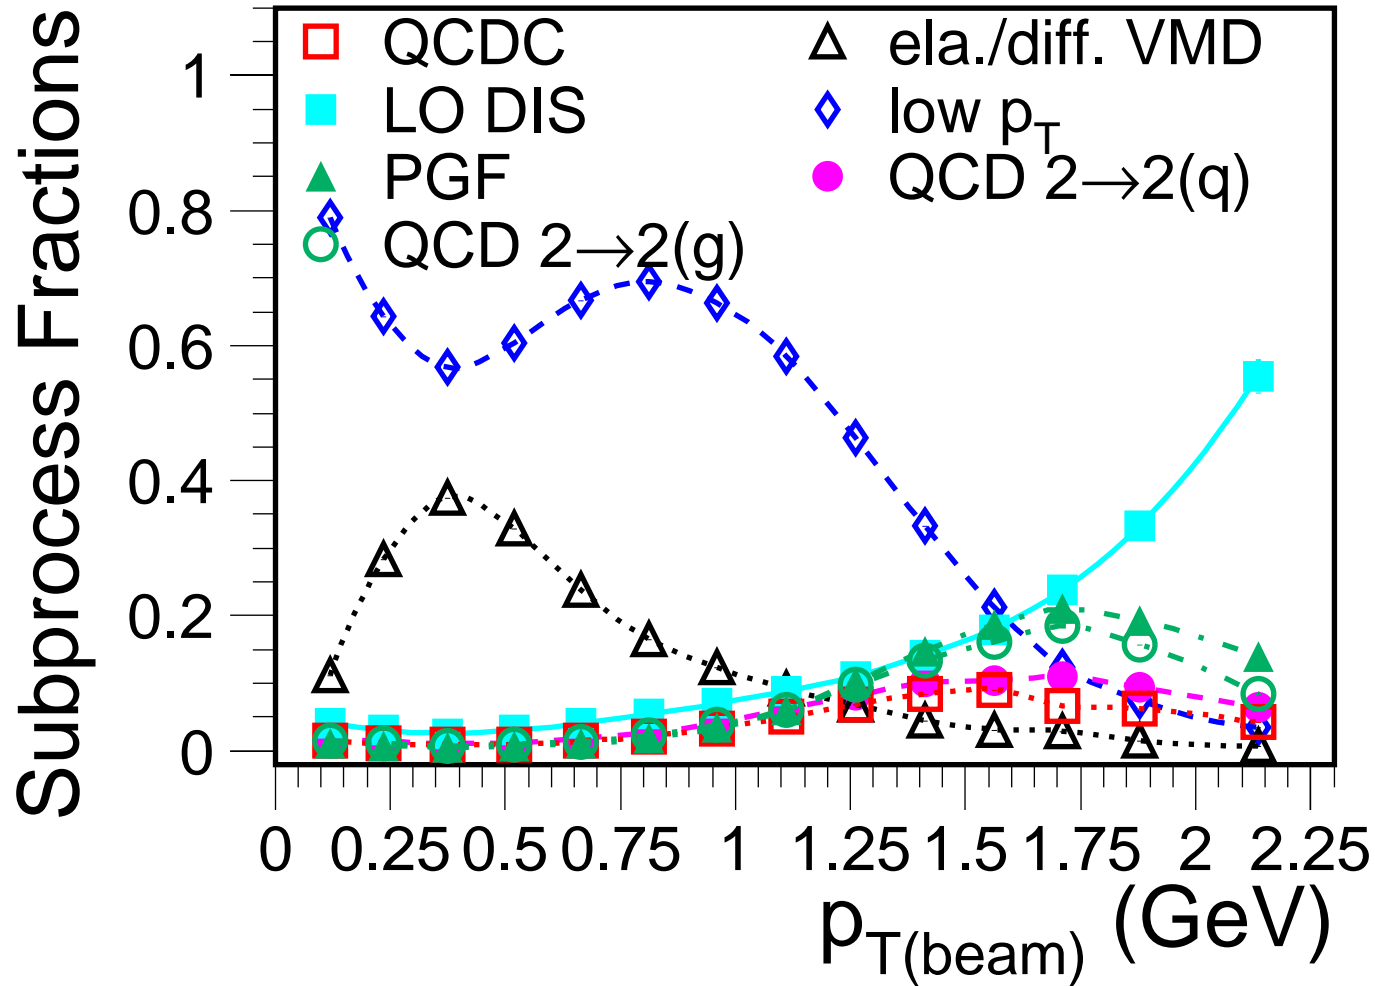 Subprocess Fractions
QCDC
LO DIS
PGF
QCD 2→2(g)
ela./diff. VMD
low pT
QCD 2→2(q)
1
0.8
0.6
0.4
0.2
0
0 0.25 0.5 0.75 1 1.25 1.5 1.75 2 2.25
pT(beam) (GeV)